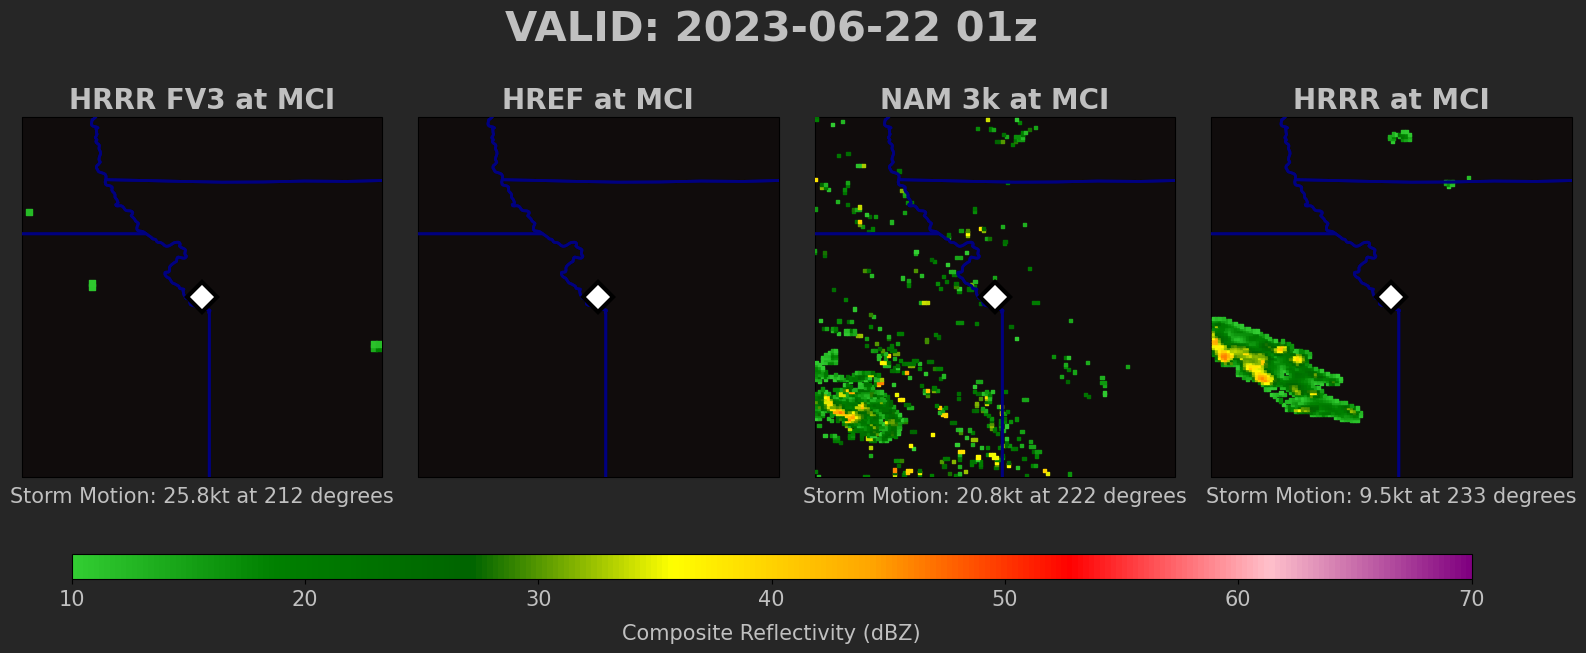 VALID: 2023-06-22 01z
HRRR FV3 at MCI
HREF at MCI
NAM 3k at MCI
HRRR at MCI
Storm Motion: 25.8kt at 212 degrees
Storm Motion: 20.8kt at 222 degrees
Storm Motion: 9.5kt at 233 degrees
10 20 30 40 50 60 70
Composite Reflectivity (dBZ)